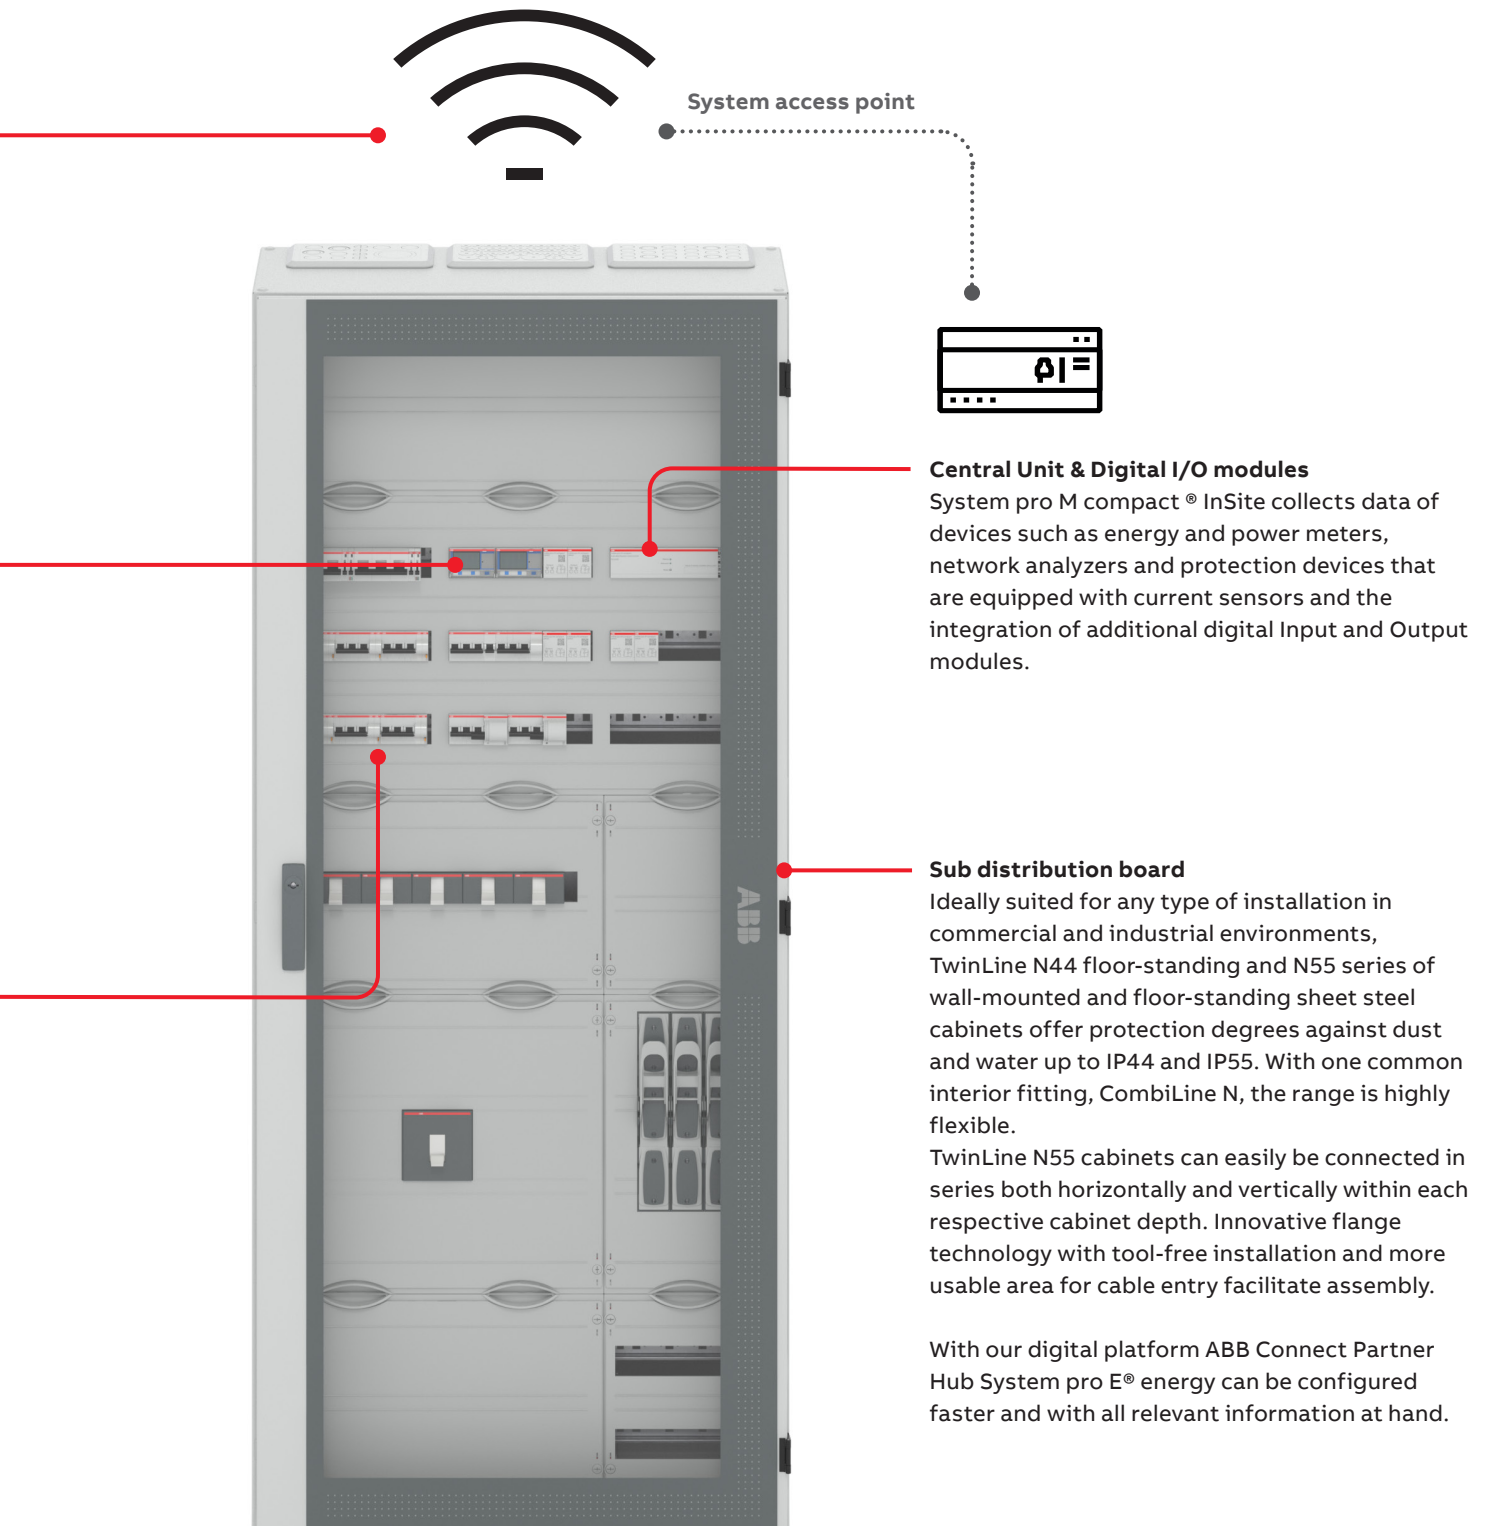 System access point
Central Unit & Digital I/O modules
System pro M compact ® InSite collects data of
devices such as energy and power meters,
network analyzers and protection devices that
are equipped with current sensors and the
integration of additional digital Input and Output
modules.
ABB
Sub distribution board
Ideally suited for any type of installation in
commercial and industrial environments,
TwinLine N44 floor-standing and N55 series of
wall-mounted and floor-standing sheet steel
cabinets offer protection degrees against dust
and water up to IP44 and IP55. With one common
interior fitting, CombiLine N, the range is highly
flexible.
TwinLine N55 cabinets can easily be connected in
series both horizontally and vertically within each
respective cabinet depth. Innovative flange
technology with tool-free installation and more
usable area for cable entry facilitate assembly.
With our digital platform ABB Connect Partner
Hub System pro E® energy can be configured
faster and with all relevant information at hand.